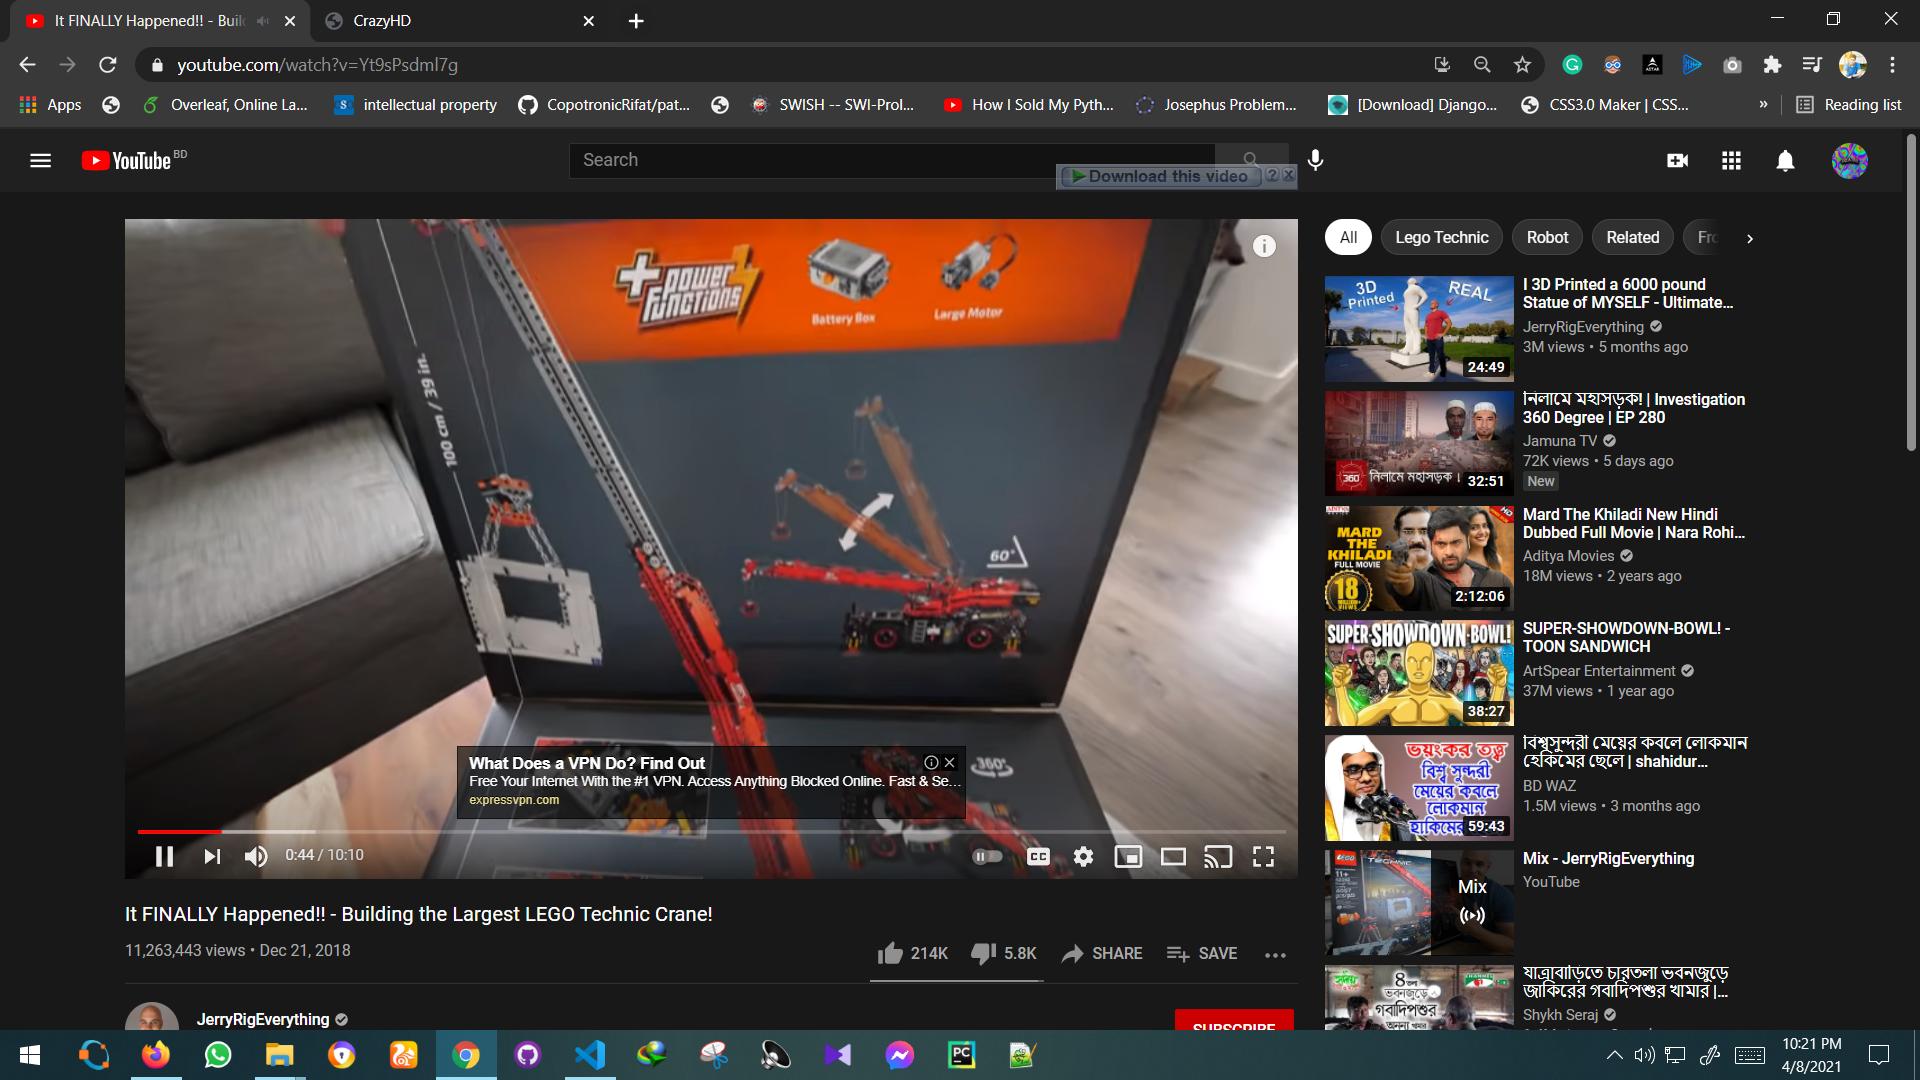 It FINALLY Happened!! - Buil
CrazyHD
youtube.com/watch?v=Yt9sPsdml7g
Apps
Overleaf, Online La...
intellectual property
CopotronicRifat/pat...
SWISH -- SWI-Prol...
How I Sold My Pyth...
Josephus Problem...
[Download] Django...
CSS3.0 Maker | CSS...
»
Reading list
YouTube BD
Search
Download this video
All
Lego Technic
Robot
Related
Fro
+power functions
Battery Box
Large Motor
100 cm / 39 in.
60°
360°
What Does a VPN Do? Find Out
Free Your Internet With the #1 VPN. Access Anything Blocked Online. Fast & Se...
expressvpn.com
0:44 / 10:10
CC
It FINALLY Happened!! - Building the Largest LEGO Technic Crane!
11,263,443 views • Dec 21, 2018
214K
5.8K
SHARE
SAVE
JerryRigEverything
SUBSCRIBE
3D Printed
REAL
24:49
I 3D Printed a 6000 pound
Statue of MYSELF - Ultimate...
JerryRigEverything
3M views • 5 months ago
360
নিলামে মহাসড়ক।
32:51
নিলামে মহাসড়ক! | Investigation
360 Degree | EP 280
Jamuna TV
72K views • 5 days ago
New
HD
MARD
THE
KHILADI
FULL MOVIE
18
2:12:06
Mard The Khiladi New Hindi
Dubbed Full Movie | Nara Rohi...
Aditya Movies
18M views • 2 years ago
SUPER-SHOWDOWN-BOWL!
38:27
SUPER-SHOWDOWN-BOWL! -
TOON SANDWICH
ArtSpear Entertainment
37M views • 1 year ago
ভয়ংকর তত্ত্ব
বিশ্ব সুন্দরী
মেয়ের কবলে
লোকমান
হাকিমের
59:43
বিশ্বসুন্দরী মেয়ের কবলে লোকমান
হেকিমের ছেলে | shahidur...
BD WAZ
1.5M views • 3 months ago
LEGO
TECHNIC
11+
Mix
Mix - JerryRigEverything
YouTube
৪ তলা
ভবনজুড়ে
গবাদিপশুর
যাত্রাবাড়িতে চারতলা ভবনজুড়ে
জাকিরের গবাদিপশুর খামার |...
Shykh Seraj
PC
10:21 PM
4/8/2021